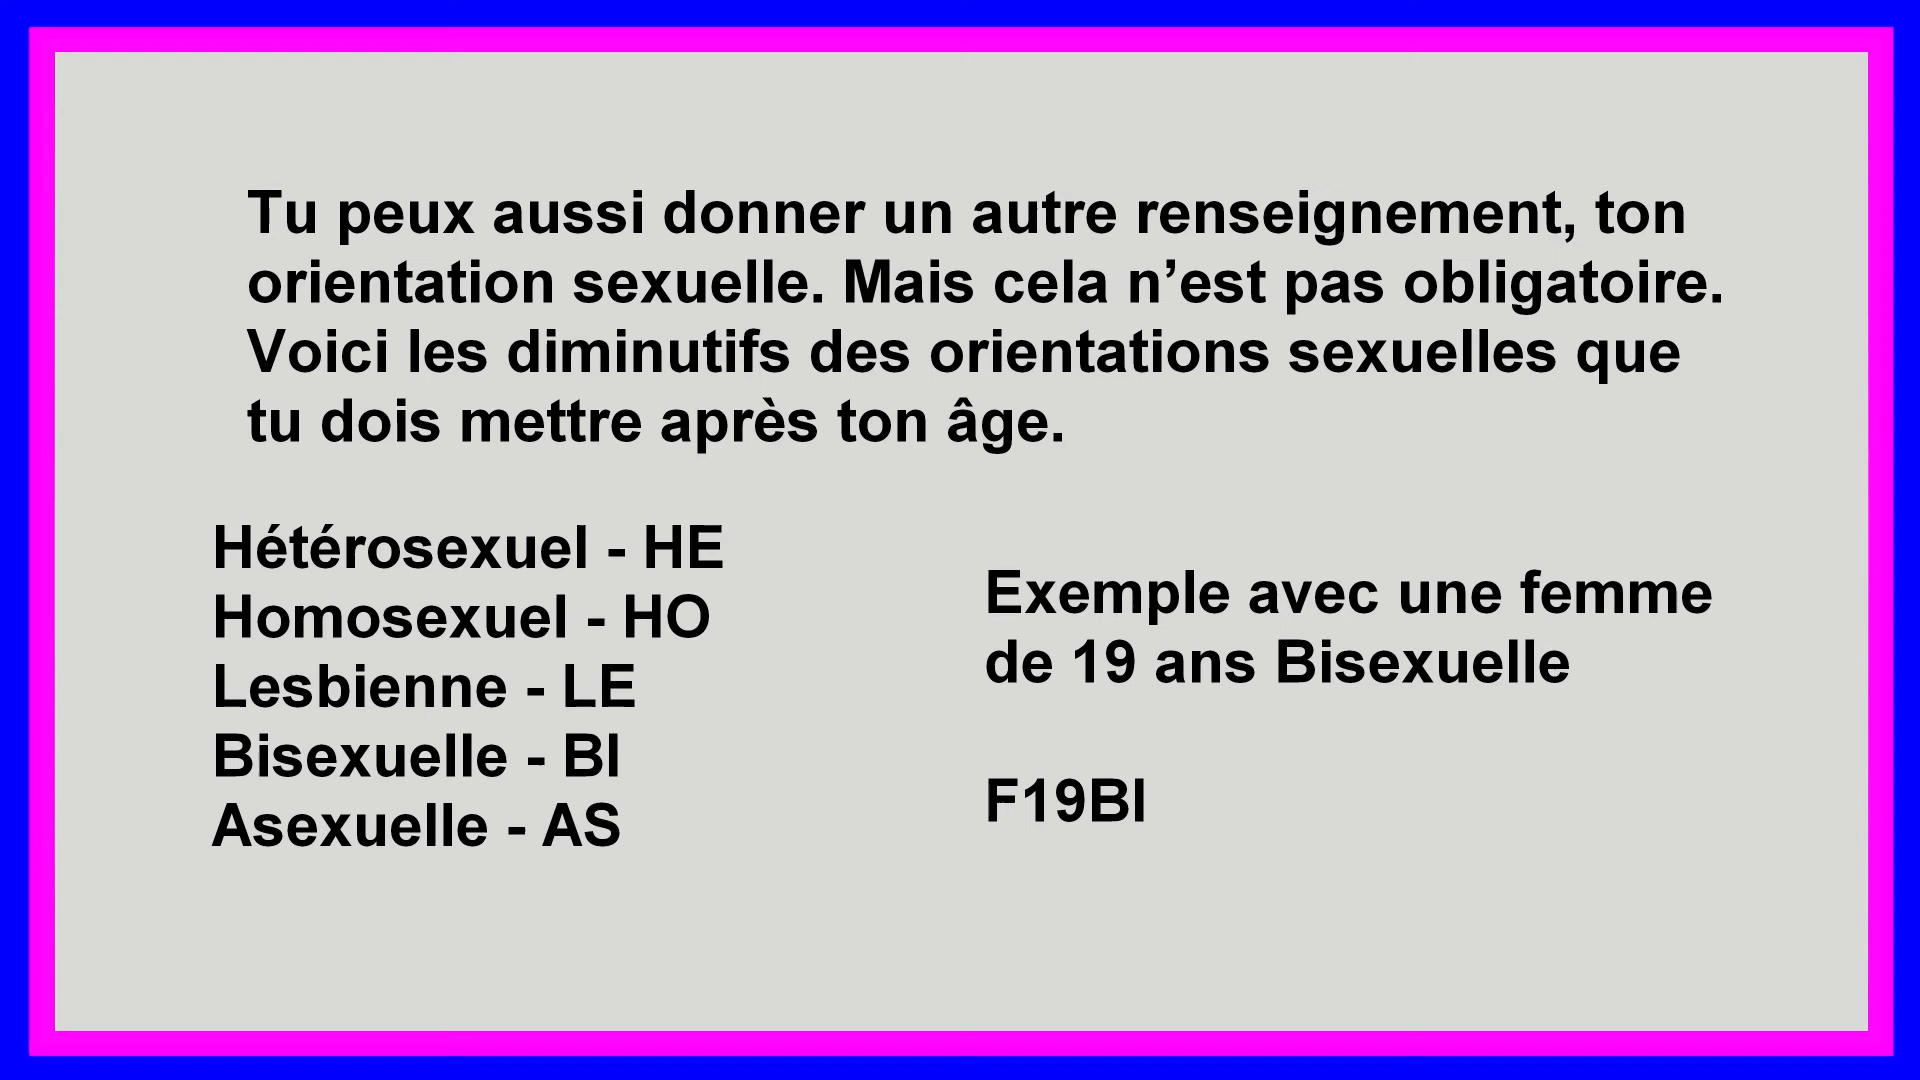 Tu peux aussi donner un autre renseignement, ton
orientation sexuelle. Mais cela n’est pas obligatoire.
Voici les diminutifs des orientations sexuelles que
tu dois mettre après ton âge.
Hétérosexuel - HE
Homosexuel - HO
Lesbienne - LE
Bisexuelle - BI
Asexuelle - AS
Exemple avec une femme
de 19 ans Bisexuelle
F19BI